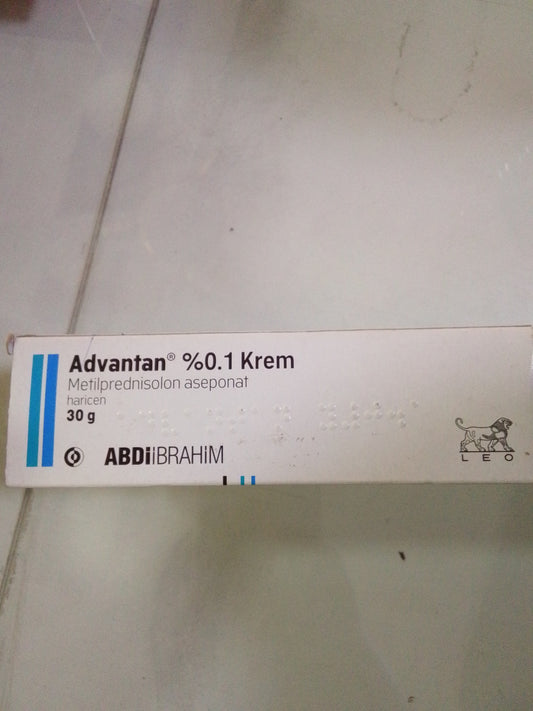 Advantan® %0.1 Krem
Metilprednisolon aseponat
haricen
30 g
ABDİİBRAHİM
LEO